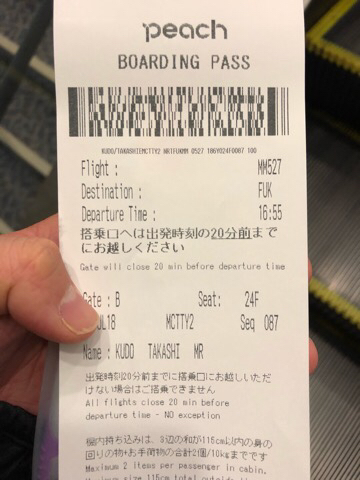 peach
BOARDING PASS
KUDO/TAKASHIEMCTTY2 NRTFUKMM 0527 186Y024F0087 100
Flight : MM527
Destination : FUK
Departure Time : 16:55
搭乗口へは出発時刻の20分前まで
にお越しください
Gate will close 20 min before departure time
Gate : B Seat: 24F
UL18 MCTTY2 Seq 087
Name : KUDO TAKASHI MR
出発時刻20分前までに搭乗口にお越しいただ
けない場合はご搭乗できません
All flights close 20 min before
departure time - NO exception
機内持ち込みは、3辺の和が115cm以内の身の
回りの物+お手荷物の合計2個/10kgまでです
Maximum 2 items per passenger in cabin.
Maximum size 115cm total outside